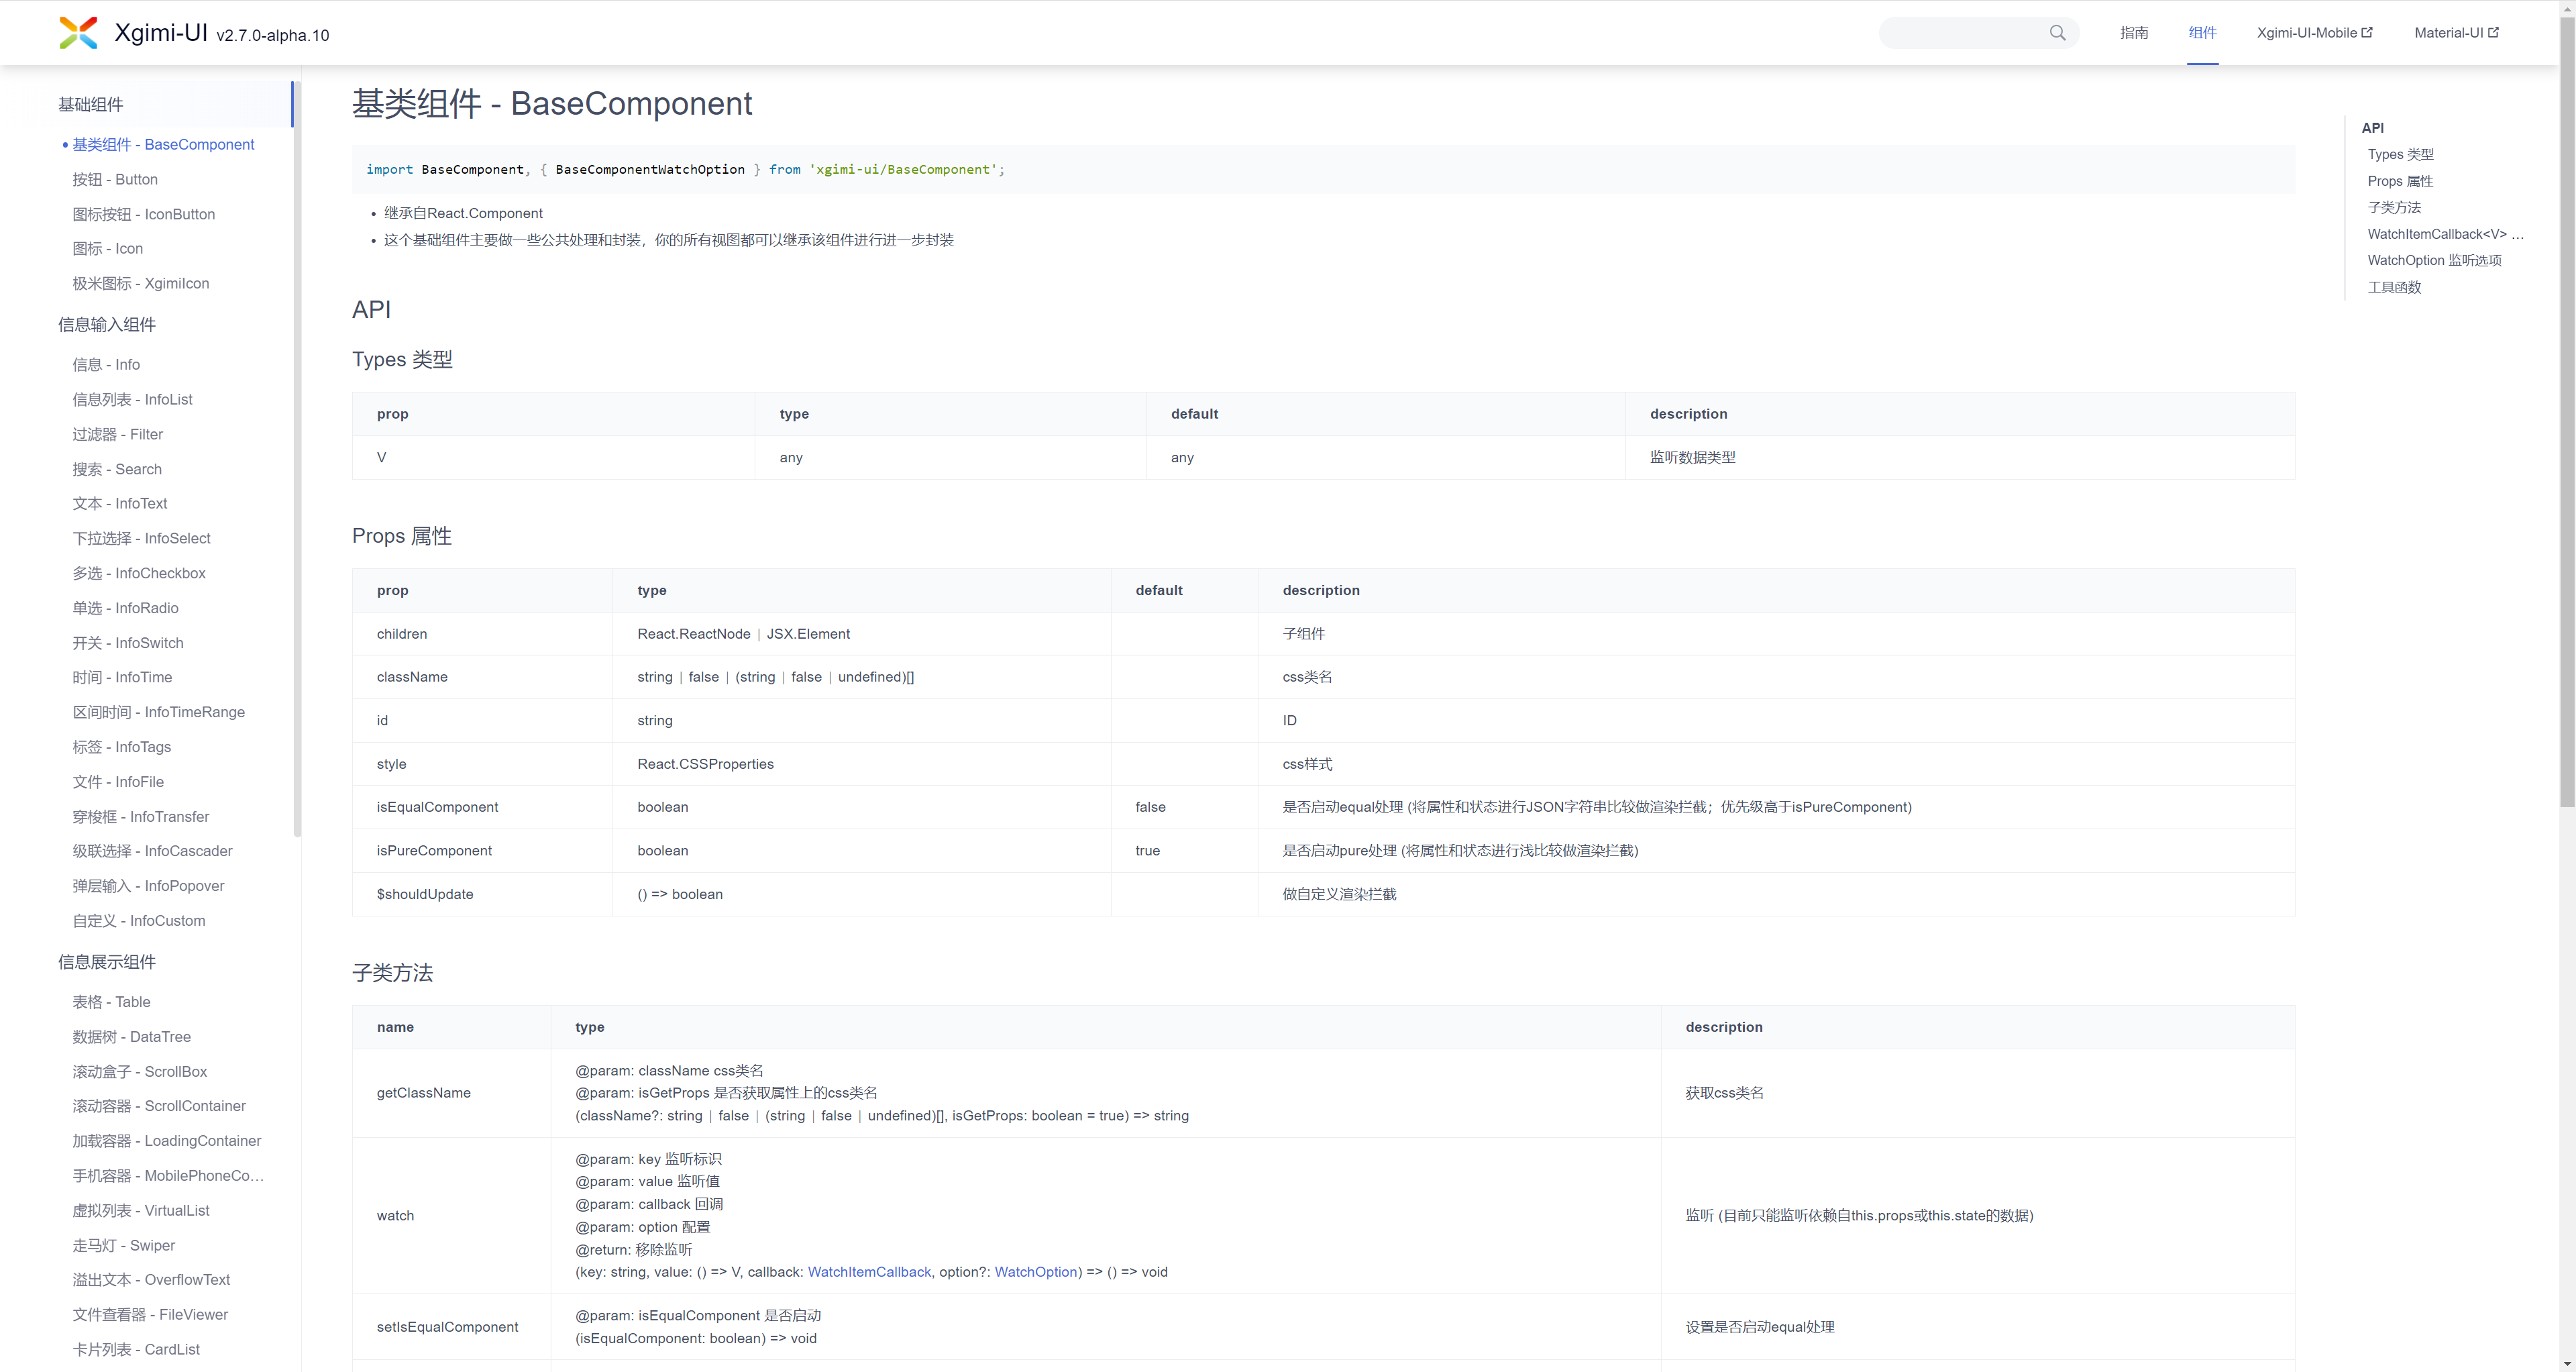 Xgimi-UI v2.7.0-alpha.10
指南
组件
Xgimi-UI-Mobile
Material-UI
基础组件
基类组件 - BaseComponent
按钮 - Button
图标按钮 - IconButton
图标 - Icon
极米图标 - XgimiIcon
信息输入组件
信息 - Info
信息列表 - InfoList
过滤器 - Filter
搜索 - Search
文本 - InfoText
下拉选择 - InfoSelect
多选 - InfoCheckbox
单选 - InfoRadio
开关 - InfoSwitch
时间 - InfoTime
区间时间 - InfoTimeRange
标签 - InfoTags
文件 - InfoFile
穿梭框 - InfoTransfer
级联选择 - InfoCascader
弹层输入 - InfoPopover
自定义 - InfoCustom
信息展示组件
表格 - Table
数据树 - DataTree
滚动盒子 - ScrollBox
滚动容器 - ScrollContainer
加载容器 - LoadingContainer
手机容器 - MobilePhoneCo…
虚拟列表 - VirtualList
走马灯 - Swiper
溢出文本 - OverflowText
文件查看器 - FileViewer
卡片列表 - CardList
基类组件 - BaseComponent
import BaseComponent, { BaseComponentWatchOption } from 'xgimi-ui/BaseComponent';
• 继承自React.Component
• 这个基础组件主要做一些公共处理和封装，你的所有视图都可以继承该组件进行进一步封装
API
Types 类型
prop type default description
V any any 监听数据类型
Props 属性
prop type default description
children React.ReactNode | JSX.Element 子组件
className string | false | (string | false | undefined)[] css类名
id string ID
style React.CSSProperties css样式
isEqualComponent boolean false 是否启动equal处理 (将属性和状态进行JSON字符串比较做渲染拦截；优先级高于isPureComponent)
isPureComponent boolean true 是否启动pure处理 (将属性和状态进行浅比较做渲染拦截)
$shouldUpdate () => boolean 做自定义渲染拦截
子类方法
name type description
getClassName
@param: className css类名
@param: isGetProps 是否获取属性上的css类名
(className?: string | false | (string | false | undefined)[], isGetProps: boolean = true) => string
获取css类名
watch
@param: key 监听标识
@param: value 监听值
@param: callback 回调
@param: option 配置
@return: 移除监听
(key: string, value: () => V, callback: WatchItemCallback, option?: WatchOption) => () => void
监听 (目前只能监听依赖自this.props或this.state的数据)
setIsEqualComponent
@param: isEqualComponent 是否启动
(isEqualComponent: boolean) => void
设置是否启动equal处理
API
Types 类型
Props 属性
子类方法
WatchItemCallback<V> …
WatchOption 监听选项
工具函数